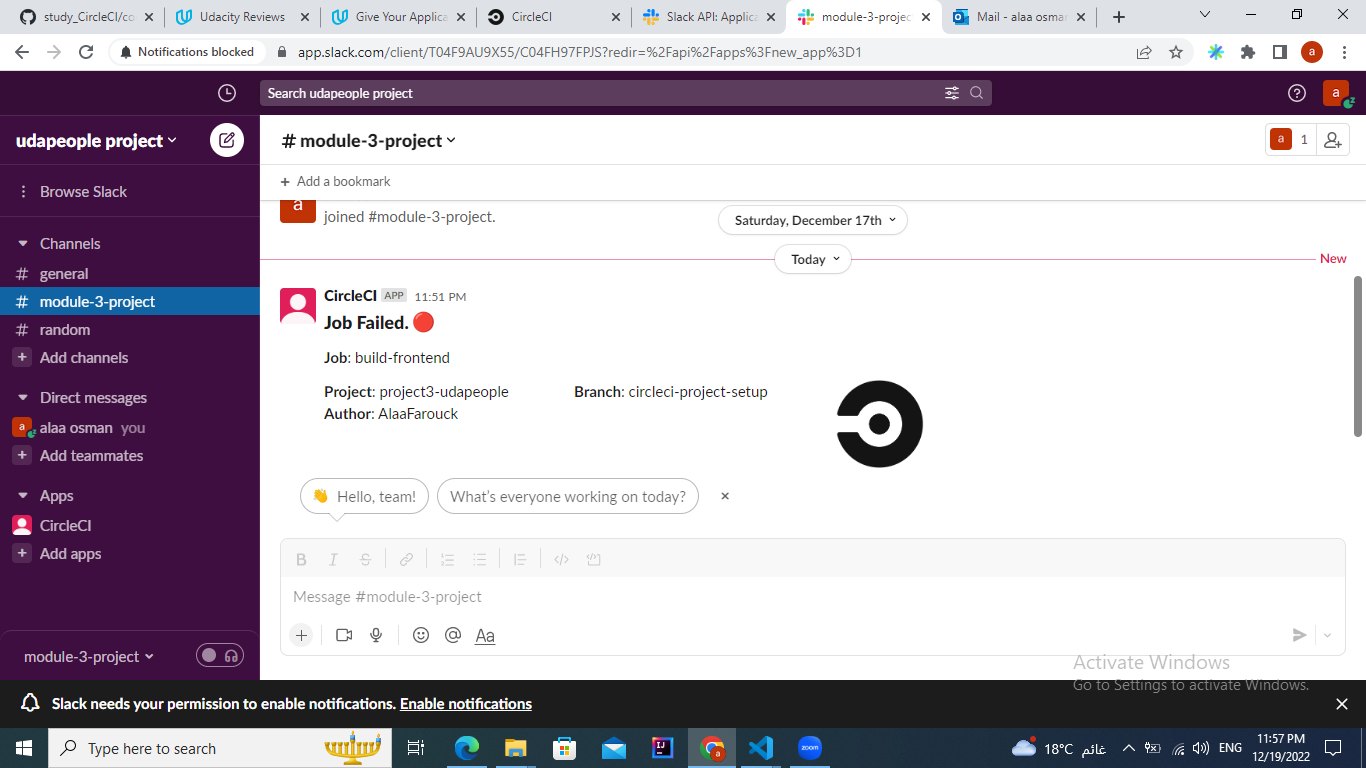 study_CircleCI/co
Udacity Reviews
Give Your Applica
CircleCI
Slack API: Applica
module-3-projec
Mail - alaa osman
Notifications blocked
app.slack.com/client/T04F9AU9X55/C04FH97FPJS?redir=%2Fapi%2Fapps%3Fnew_app%3D1
a
Search udapeople project
a
udapeople project
# module-3-project
a 1
Browse Slack
+ Add a bookmark
a
joined #module-3-project.
Saturday, December 17th
Today
New
Channels
# general
# module-3-project
# random
+ Add channels
Direct messages
a alaa osman you
+ Add teammates
Apps
CircleCI
+ Add apps
module-3-project
CircleCI APP 11:51 PM
Job Failed.
Job: build-frontend
Project: project3-udapeople
Branch: circleci-project-setup
Author: AlaaFarouck
Hello, team!
What's everyone working on today?
B I S
Message #module-3-project
+ @ Aa
Activate Windows
Go to Settings to activate Windows.
Slack needs your permission to enable notifications. Enable notifications
Type here to search
IJ
a
zoom
18°C غائم
ENG
11:57 PM
12/19/2022